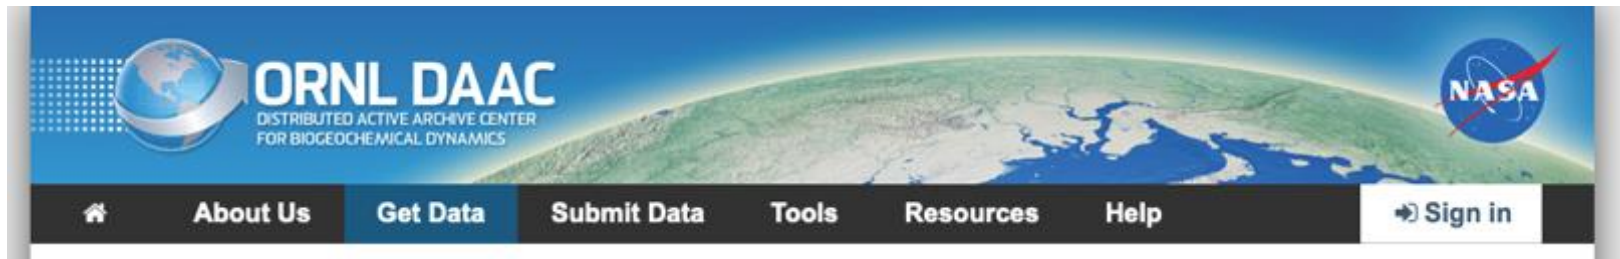 ORNL DAAC
DISTRIBUTED ACTIVE ARCHIVE CENTER
FOR BIOGEOCHEMICAL DYNAMICS
NASA
About Us Get Data Submit Data Tools Resources Help Sign in